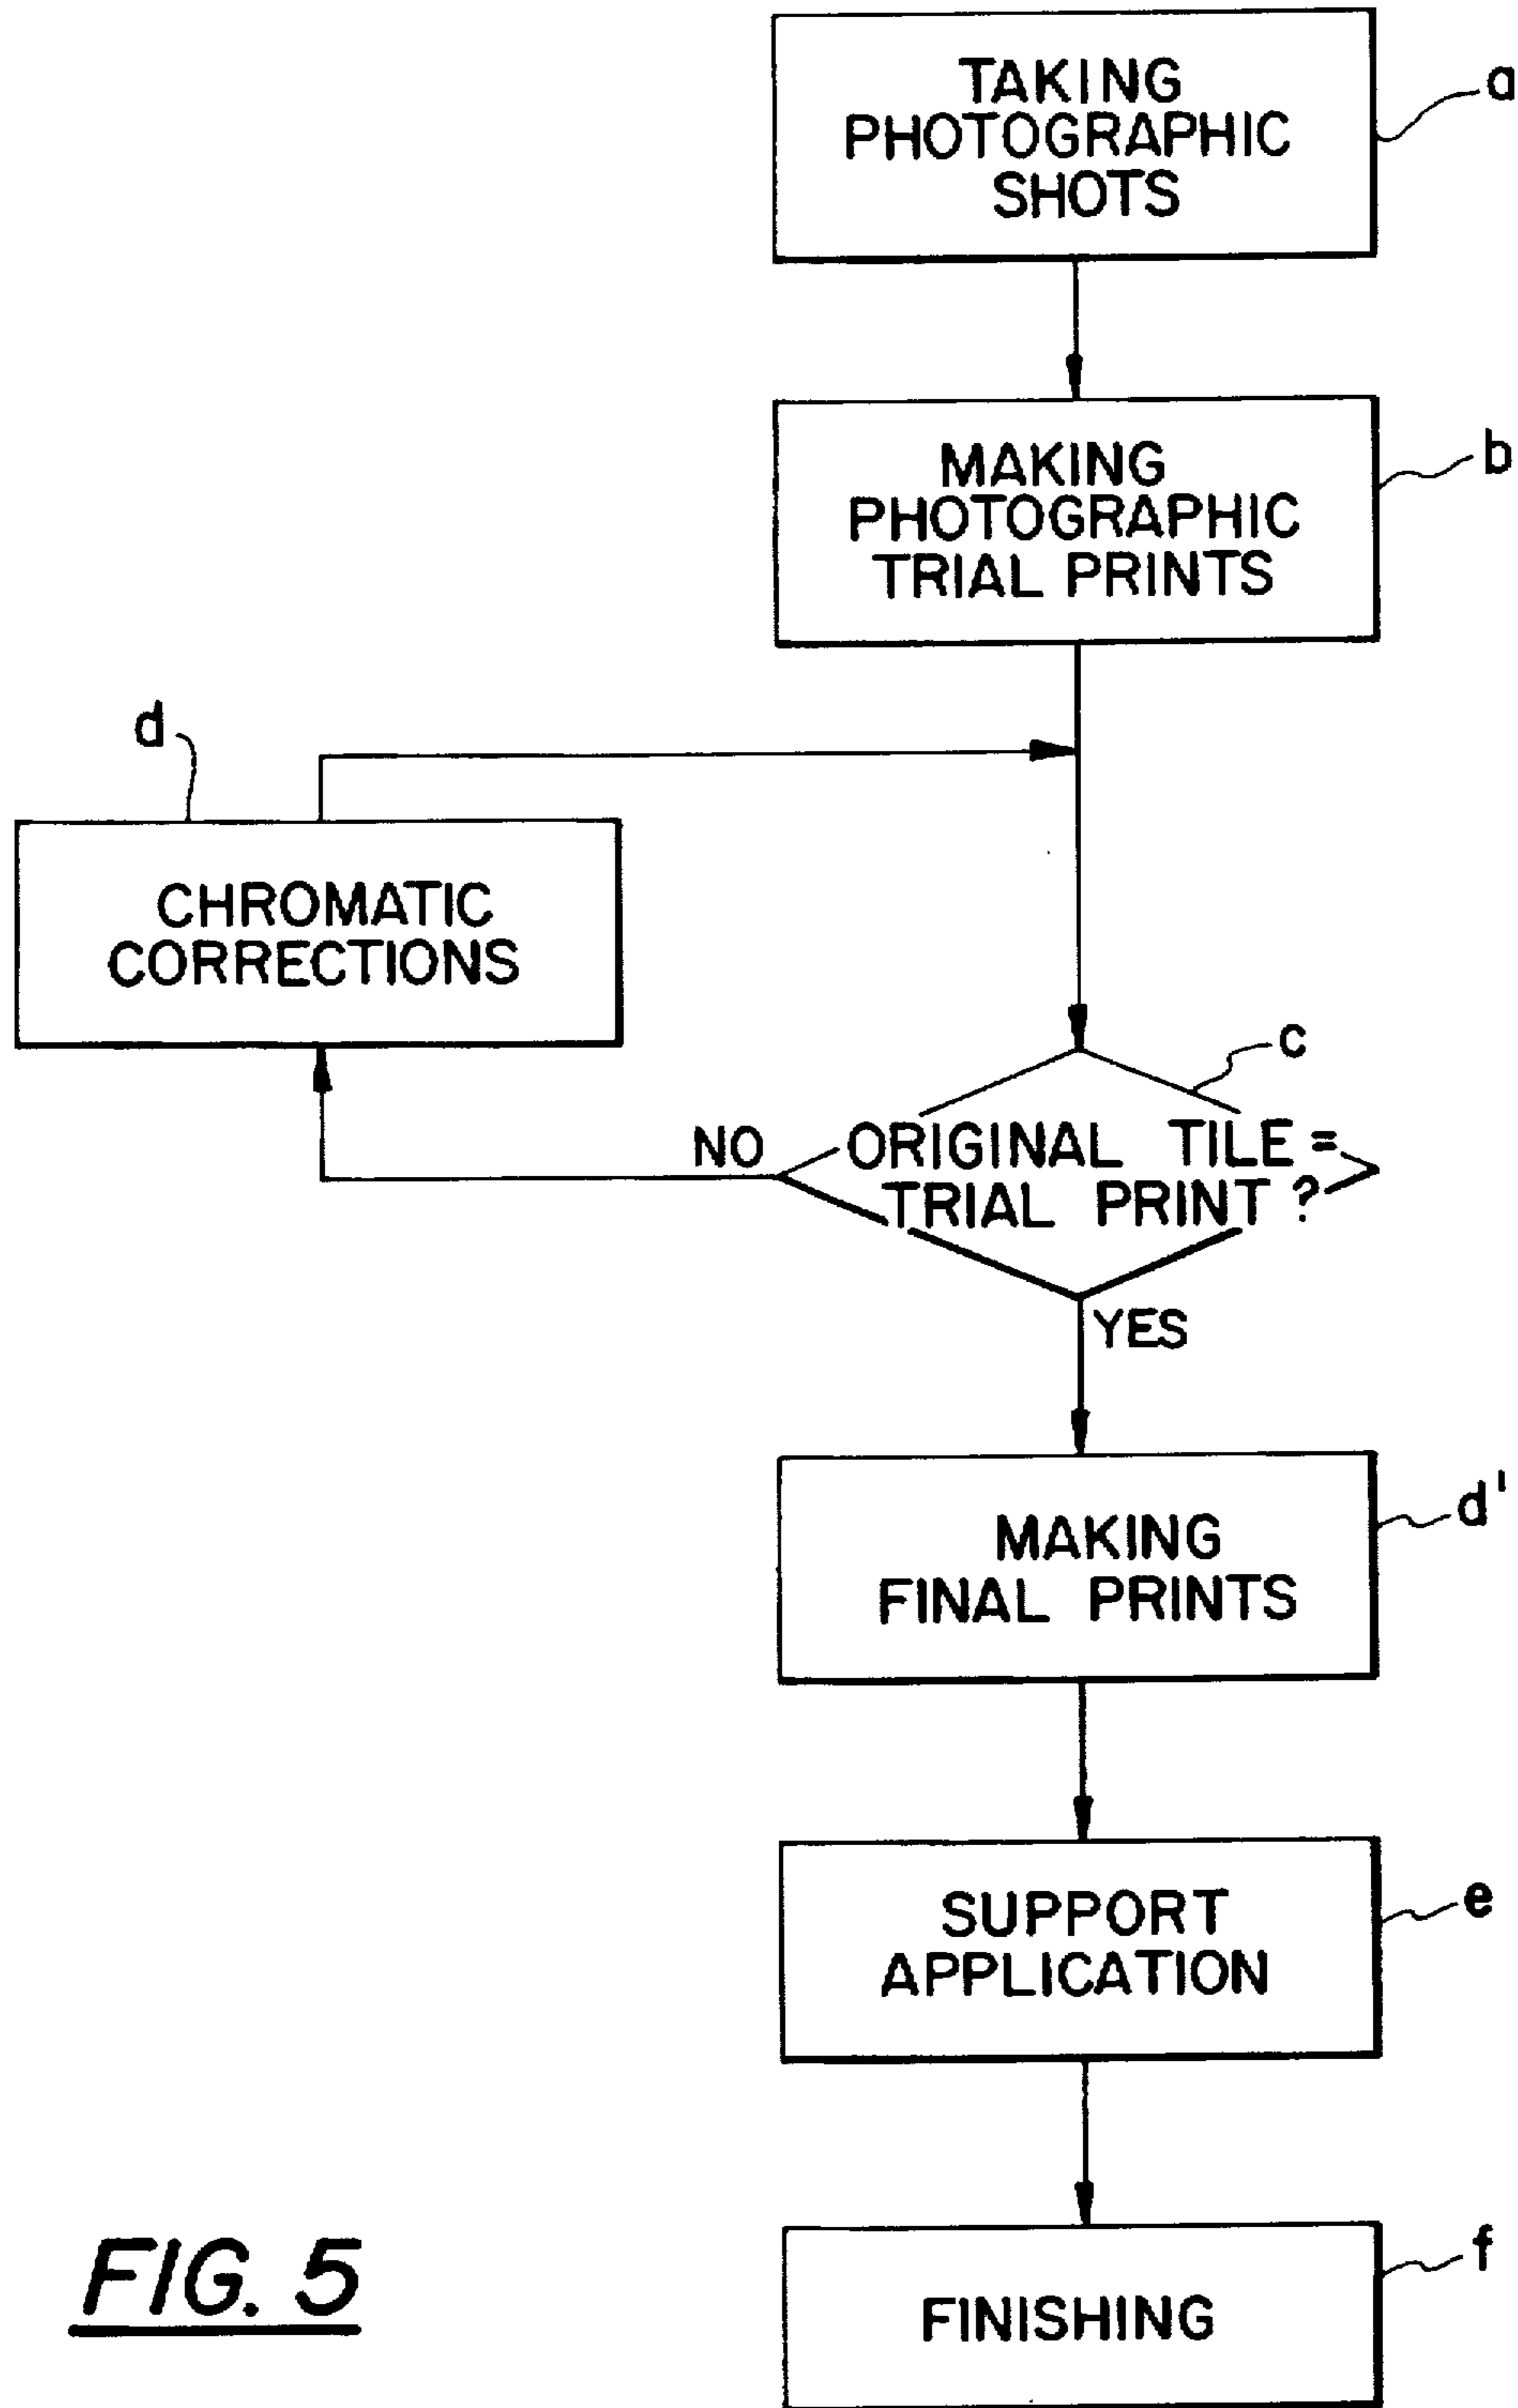 TAKING
PHOTOGRAPHIC
SHOTS
a
MAKING
PHOTOGRAPHIC
TRIAL PRINTS
b
d
CHROMATIC
CORRECTIONS
c
NO
ORIGINAL TILE =
TRIAL PRINT ?
YES
MAKING
FINAL PRINTS
d'
SUPPORT
APPLICATION
e
FINISHING
f
FIG. 5